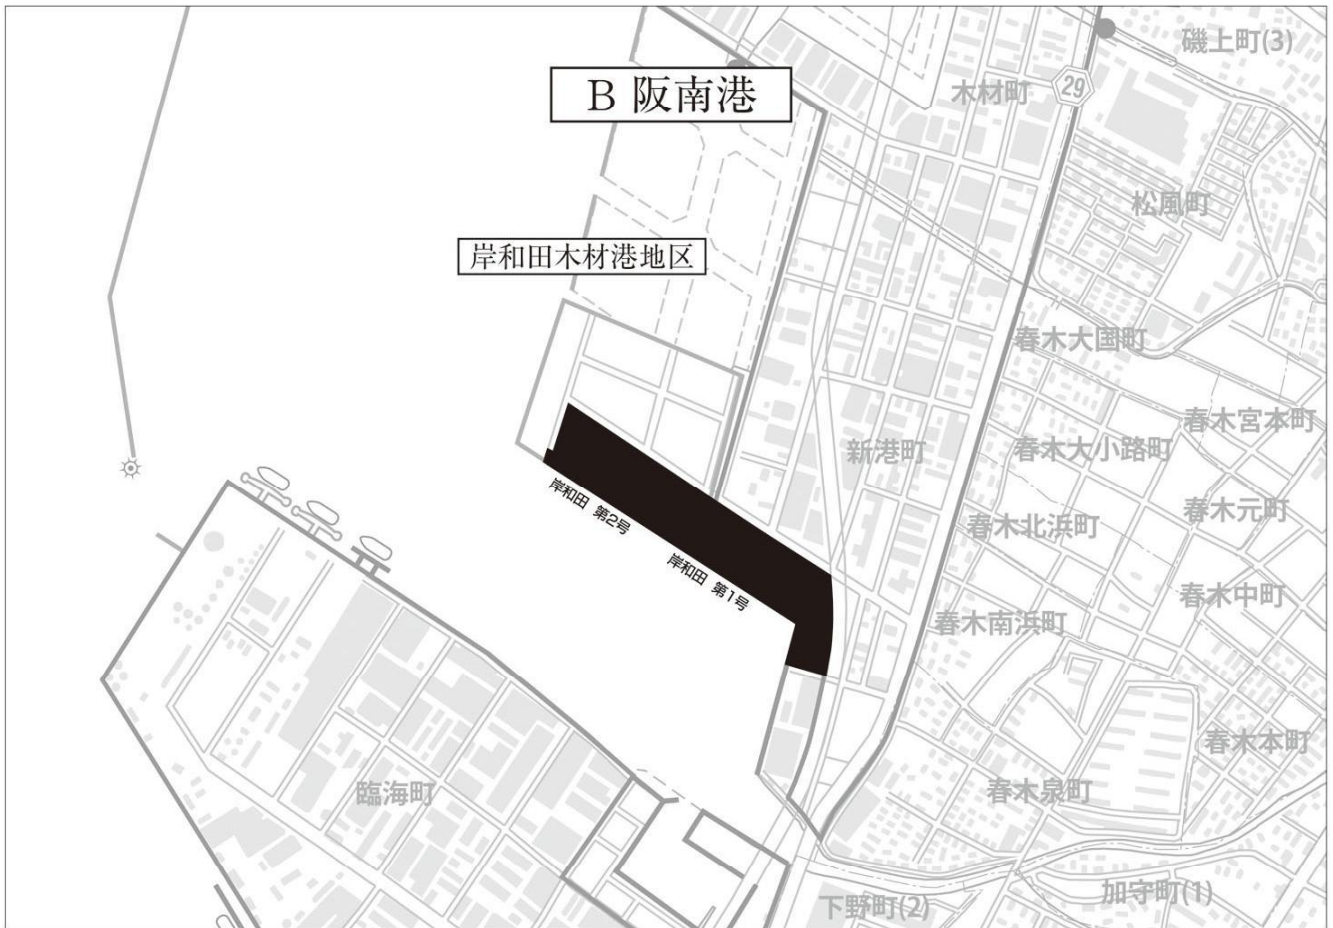 磯上町(3)
B 阪南港
木材町
29
松風町
岸和田木材港地区
春木大国町
春木宮本町
新港町
春木大小路町
岸和田 第2号
春木元町
春木北浜町
岸和田 第1号
春木中町
春木南浜町
春木本町
臨海町
春木泉町
加守町(1)
下野町(2)